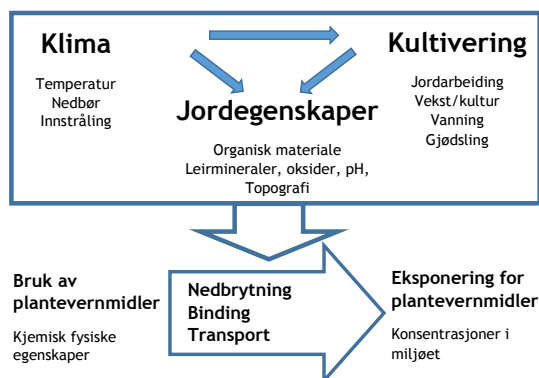 Klima
Temperatur
Nedbør
Innstråling
Kultivering
Jordarbeiding
Vekst/kultur
Vanning
Gjødsling
Jordegenskaper
Organisk materiale
Leirmineraler, oksider, pH,
Topografi
Bruk av
plantevernmidler
Kjemisk fysiske
egenskaper
Nedbrytning
Binding
Transport
Eksponering for
plantevernmidler
Konsentrasjoner i
miljøet